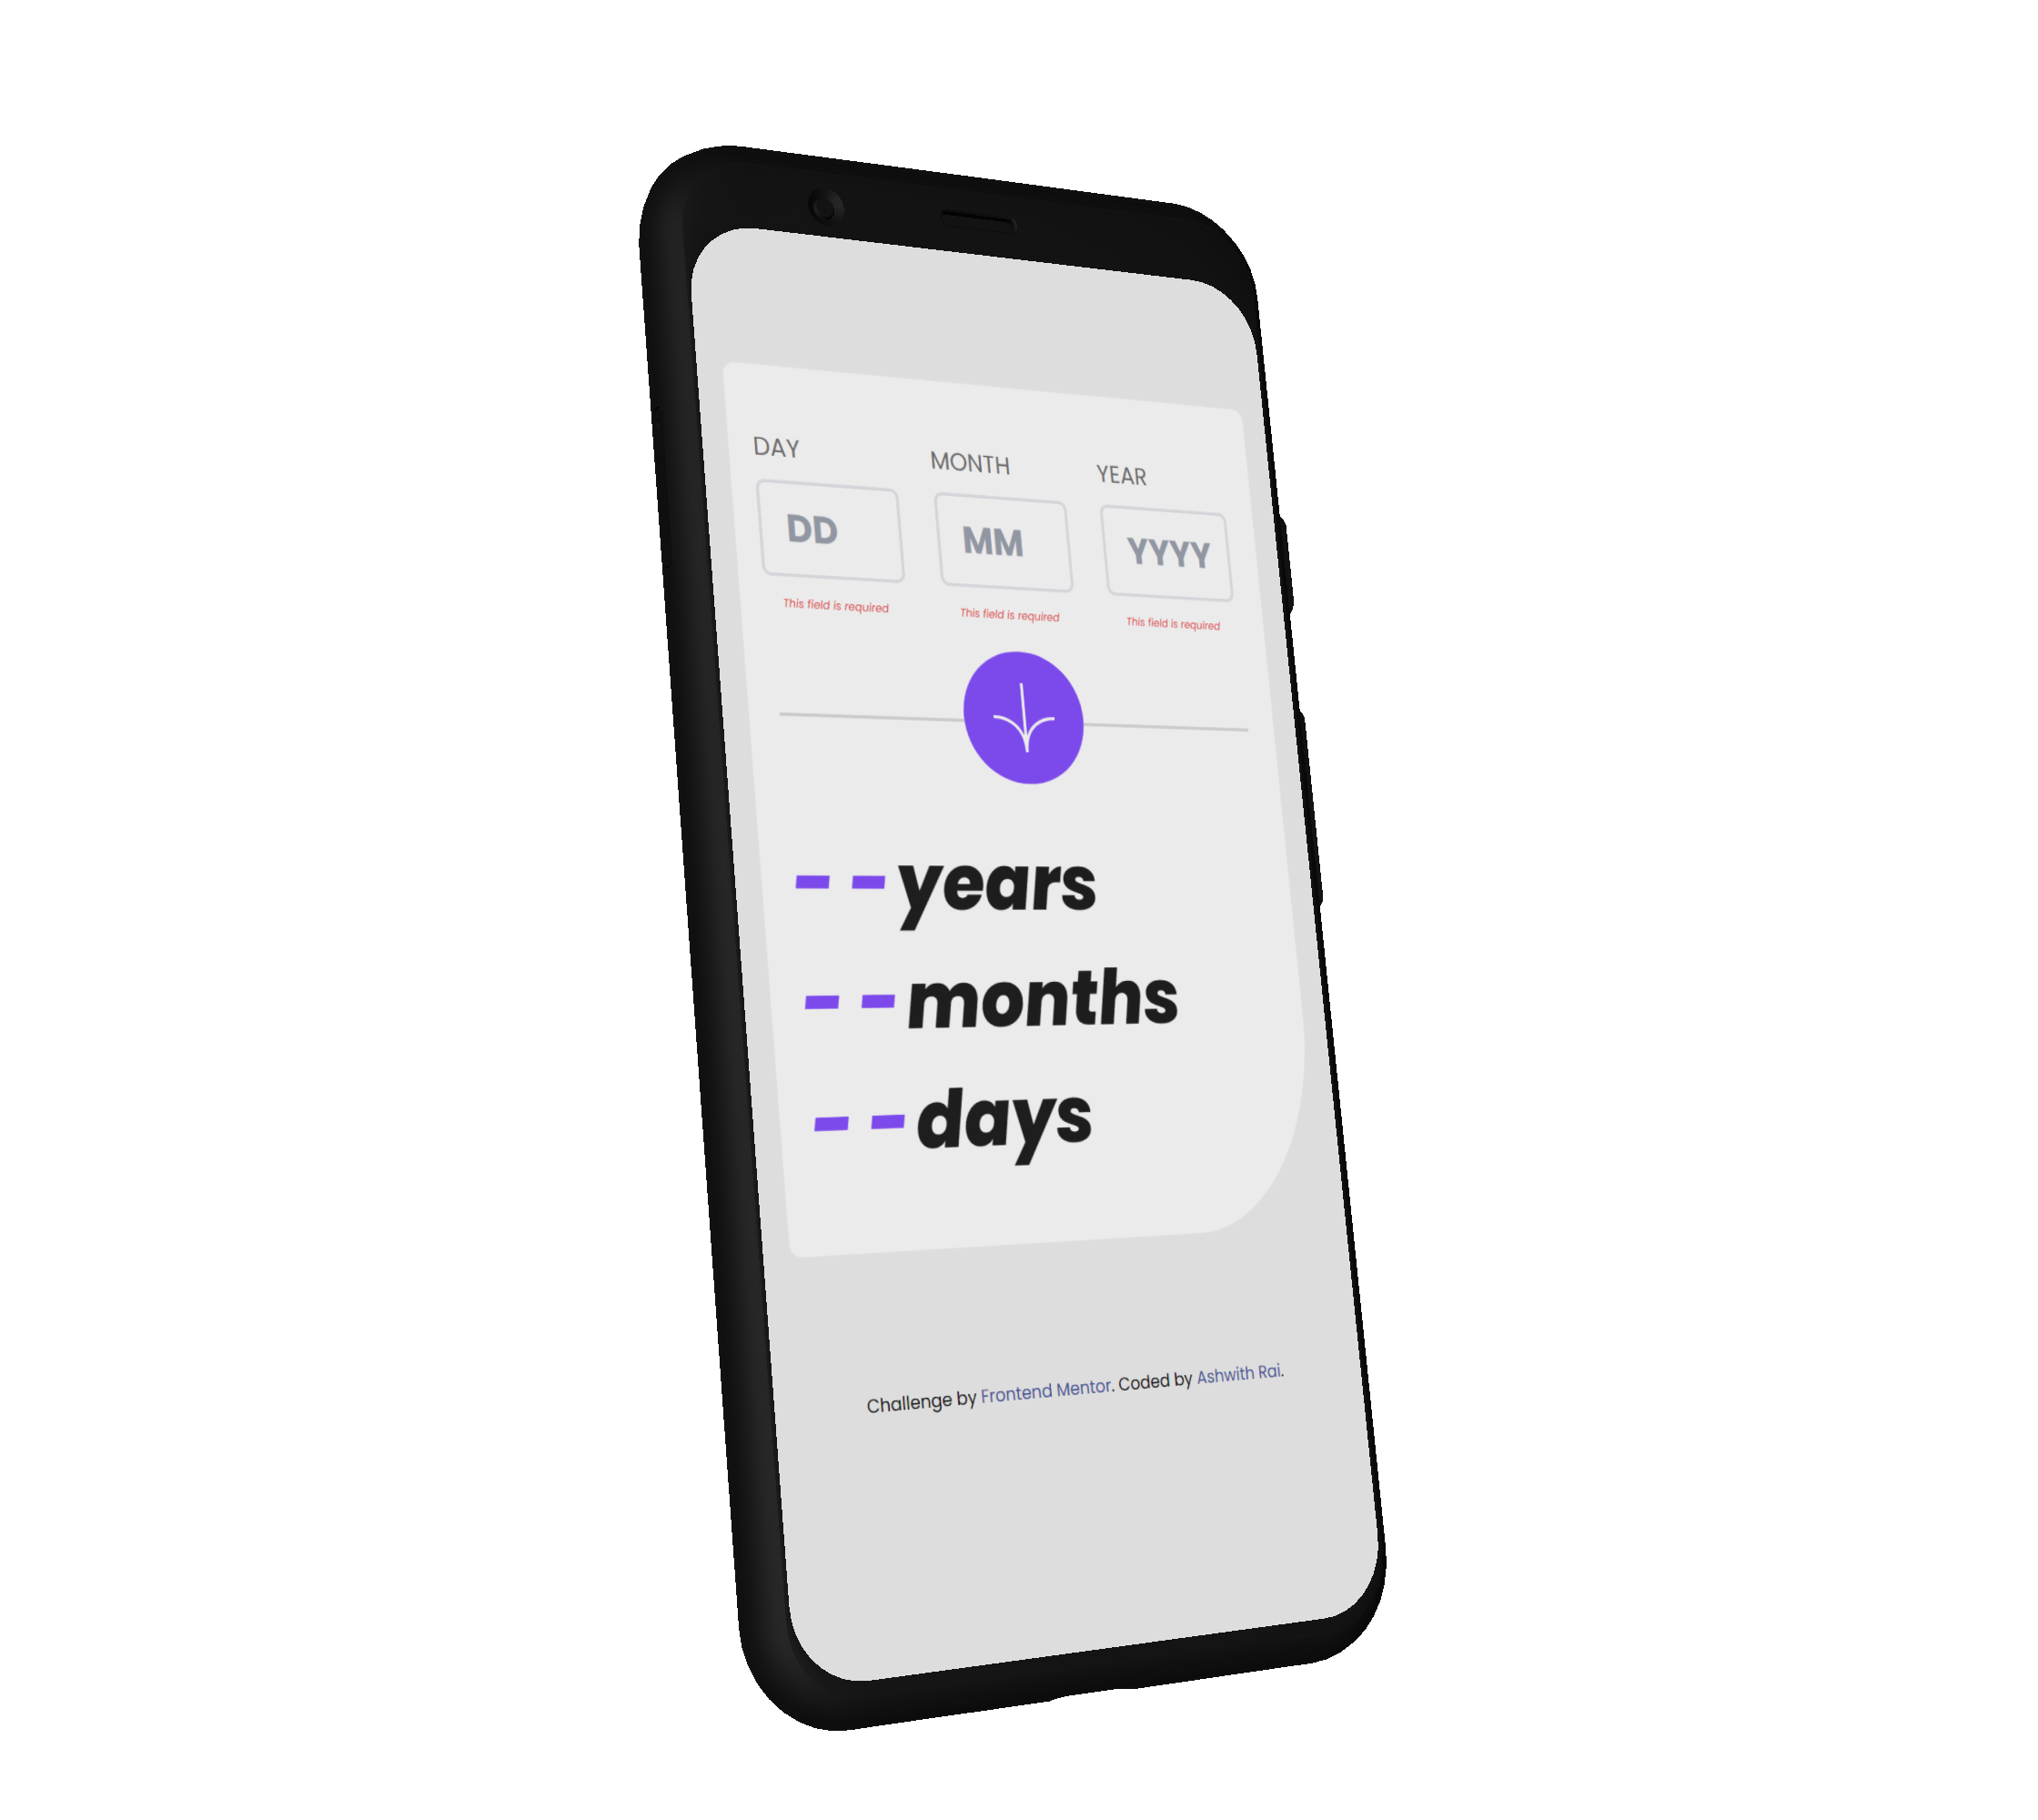 DAY MONTH YEAR
DD MM YYYY
This field is required This field is required This field is required
-- years
-- months
-- days
Challenge by Frontend Mentor. Coded by Ashwith Rai.